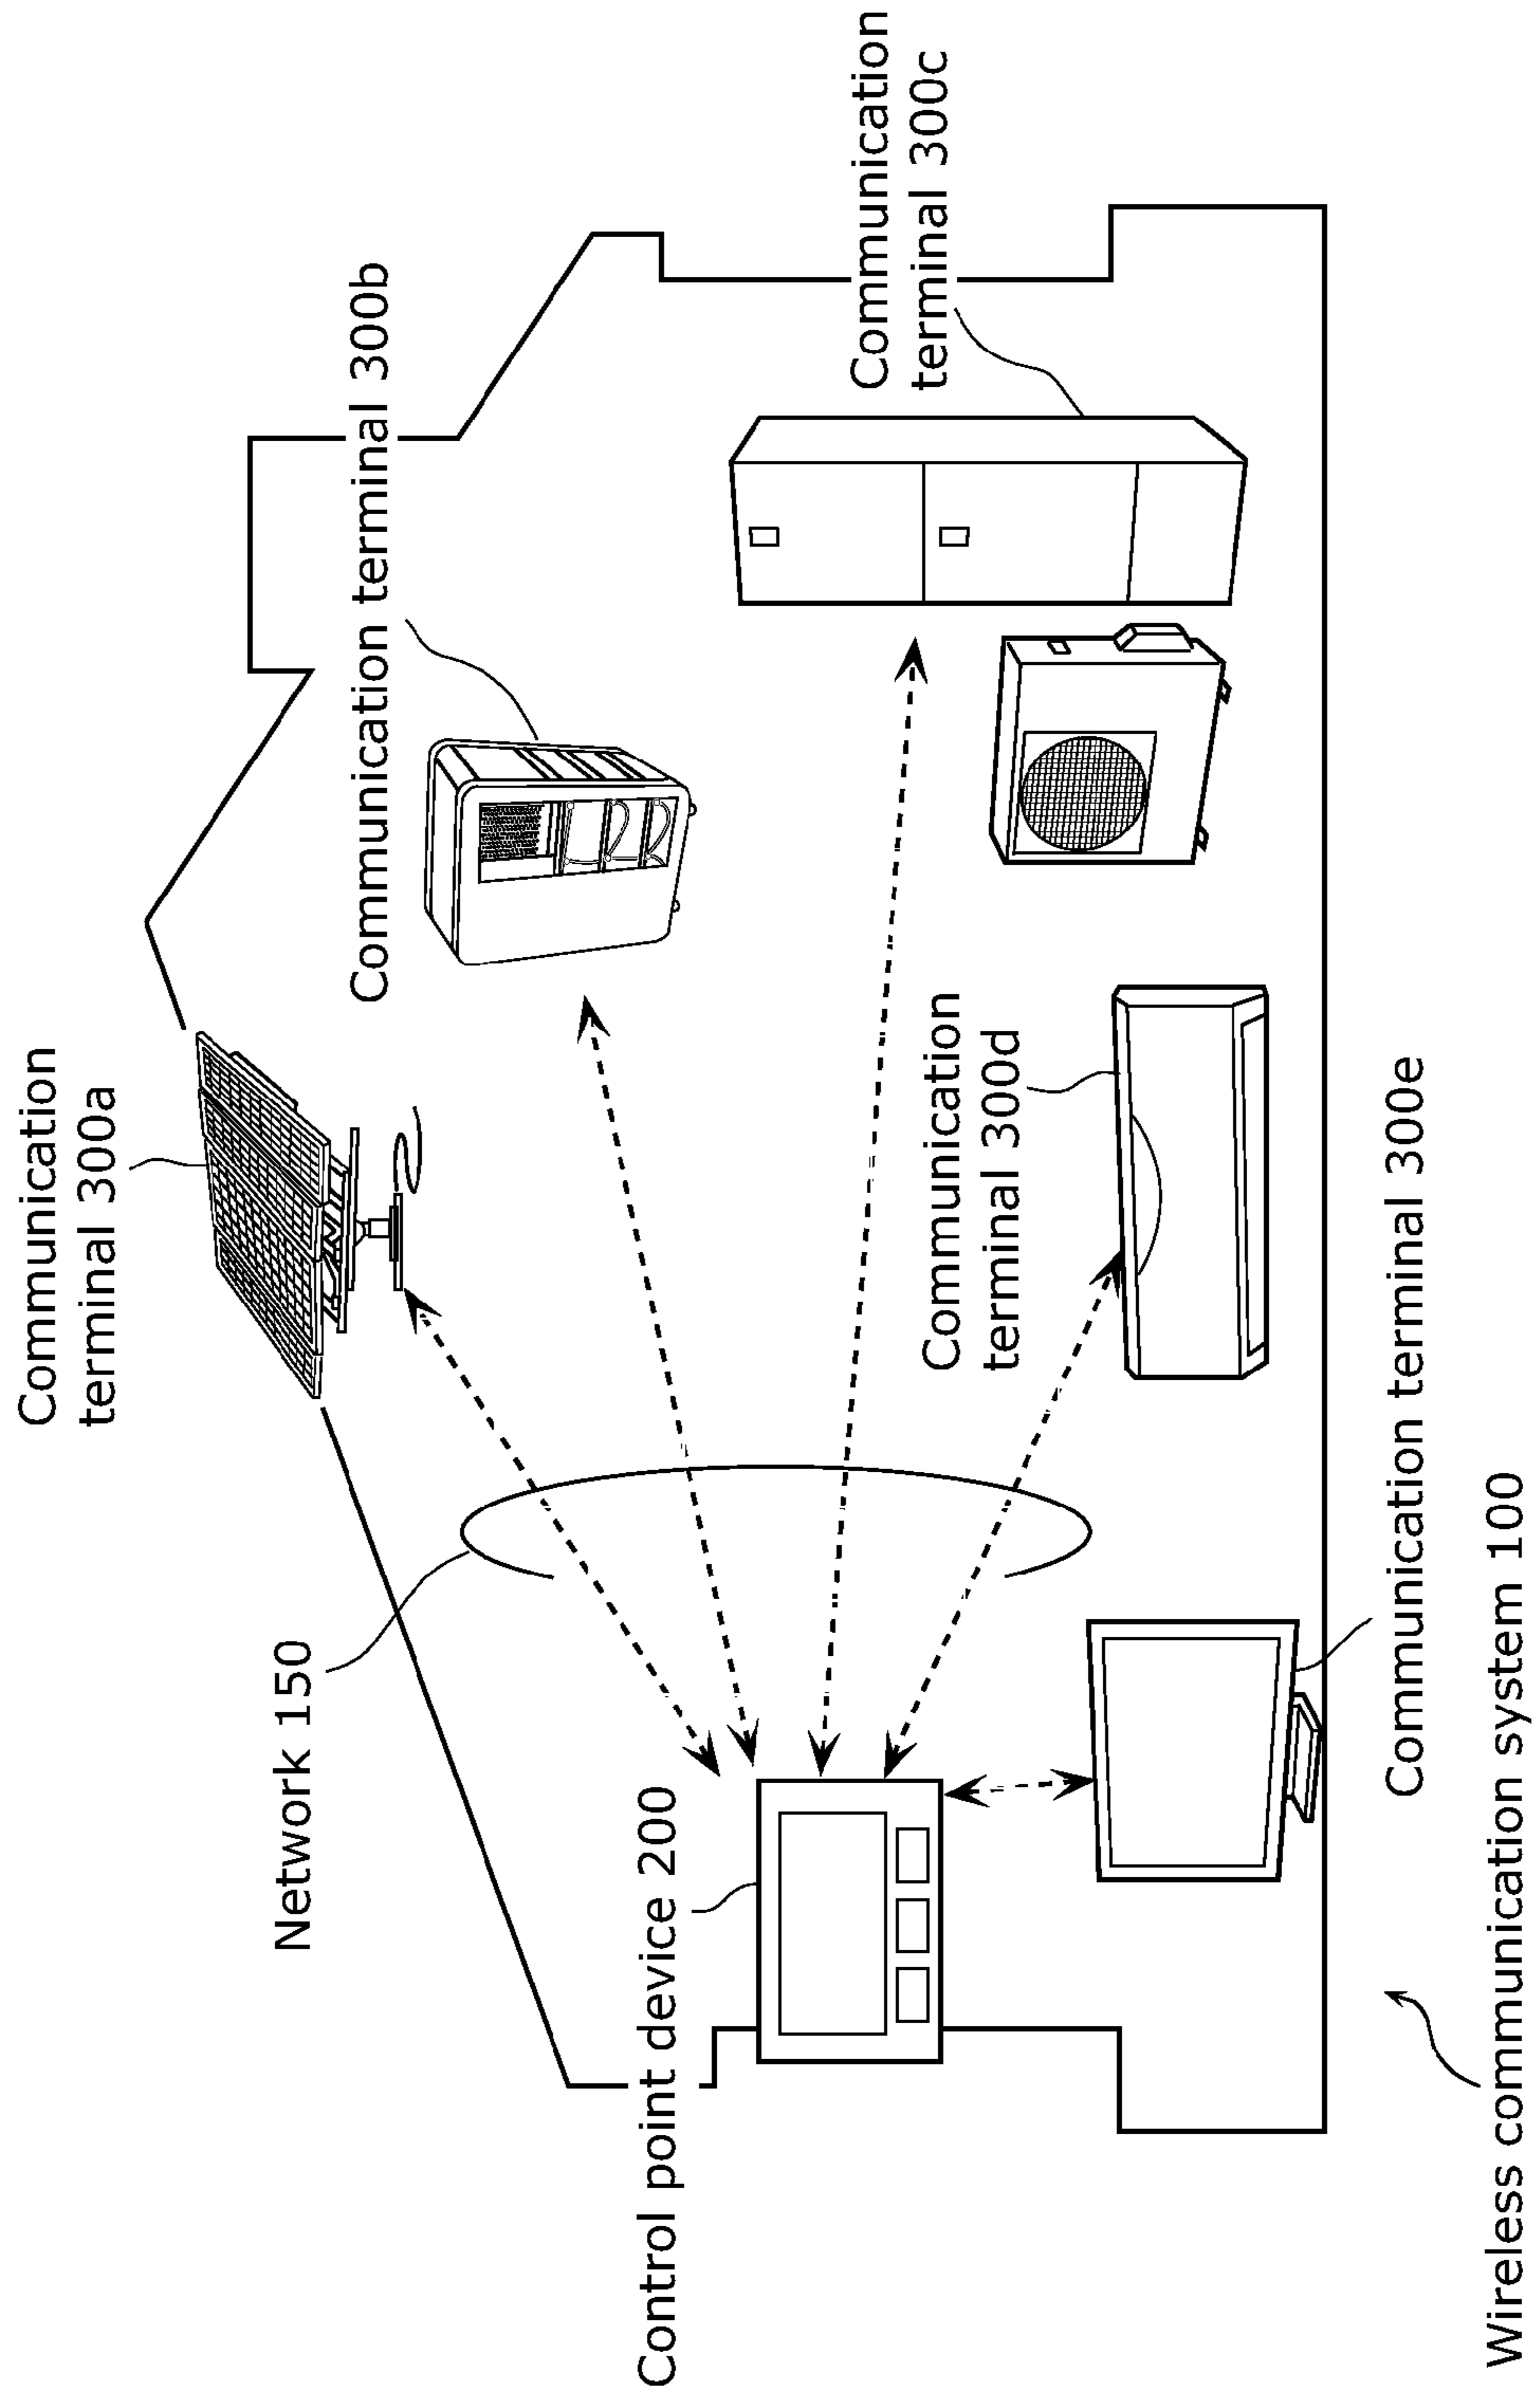 Communication
terminal 300a
Communication terminal 300b
Network 150
Control point device 200
Communication
terminal 300c
Communication
terminal 300d
Communication terminal 300e
Wireless communication system 100